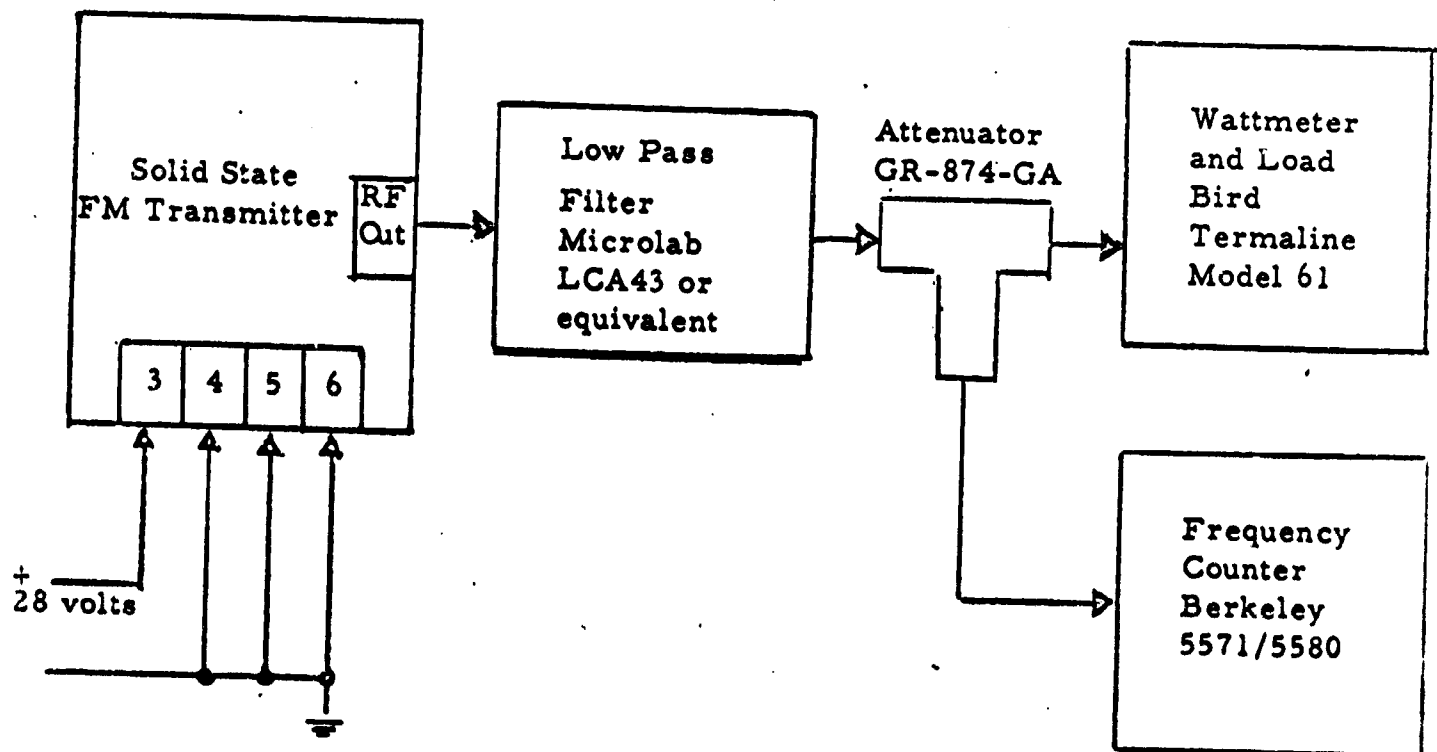 Solid State
FM Transmitter
RF
Out
3 4 5 6
+
28 volts
Low Pass
Filter
Microlab
LCA43 or
equivalent
Attenuator
GR-874-GA
Wattmeter
and Load
Bird
Termaline
Model 61
Frequency
Counter
Berkeley
5571/5580